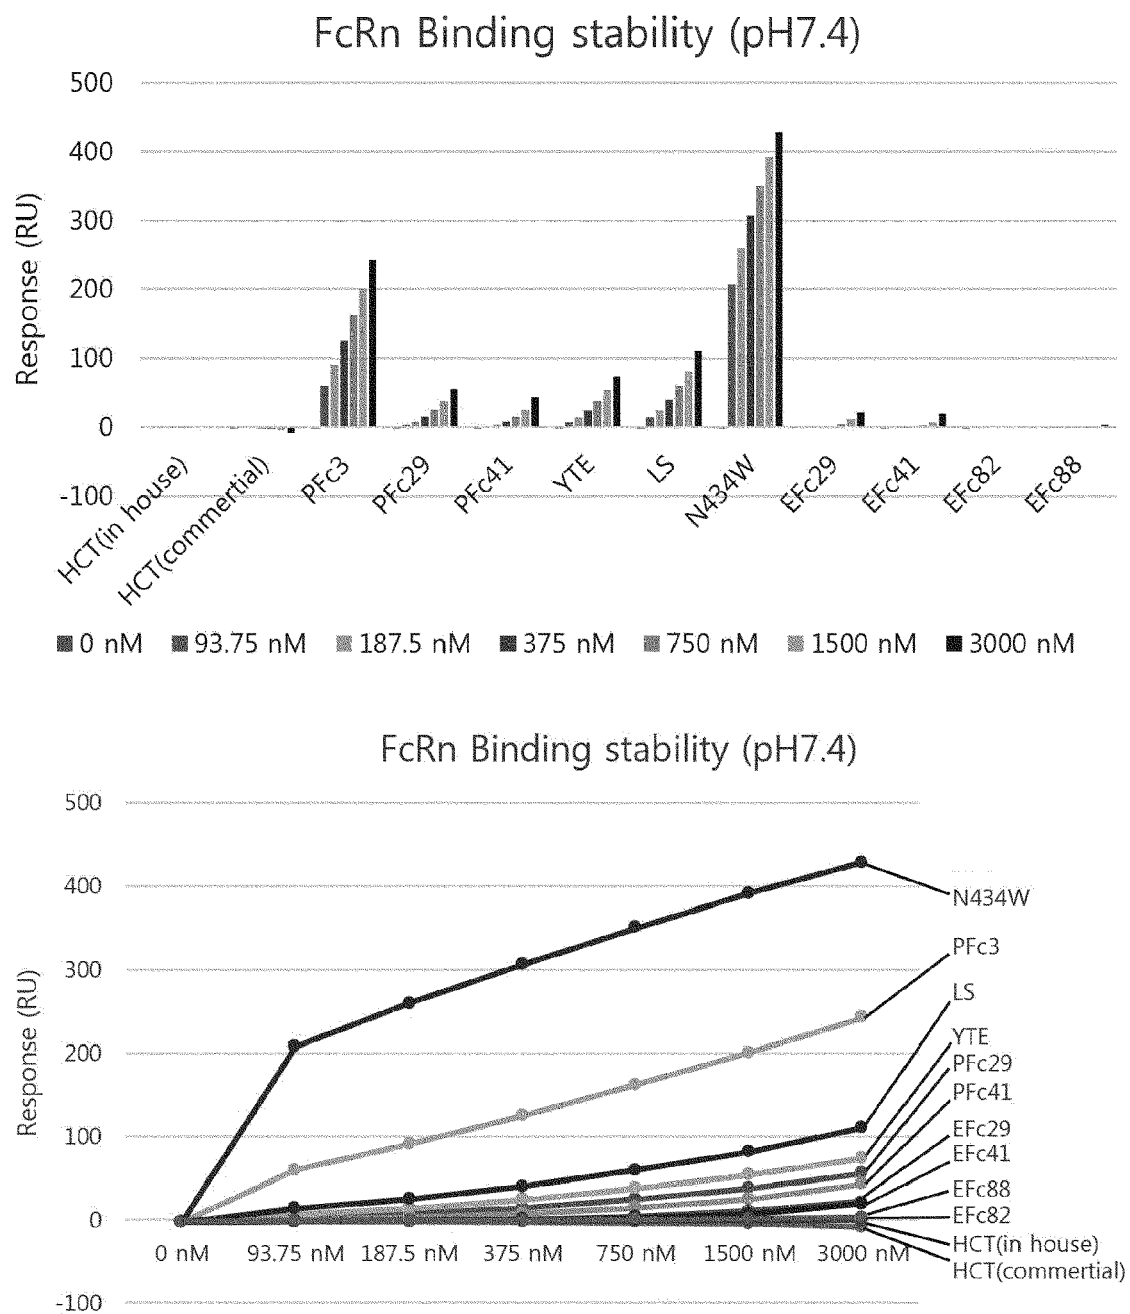 FcRn Binding stability (pH7.4)
Response (RU)
500
400
300
200
100
0
-100
HCT(in house)
HCT(commertial)
PFc3
PFc29
PFc41
YTE
LS
N434W
EFc29
EFc41
EFc82
EFc88
0 nM 93.75 nM 187.5 nM 375 nM 750 nM 1500 nM 3000 nM
FcRn Binding stability (pH7.4)
Response (RU)
500
400
300
200
100
0
-100
0 nM 93.75 nM 187.5 nM 375 nM 750 nM 1500 nM 3000 nM
N434W
PFc3
LS
YTE
PFc29
PFc41
EFc29
EFc41
EFc88
EFc82
HCT(in house)
HCT(commertial)